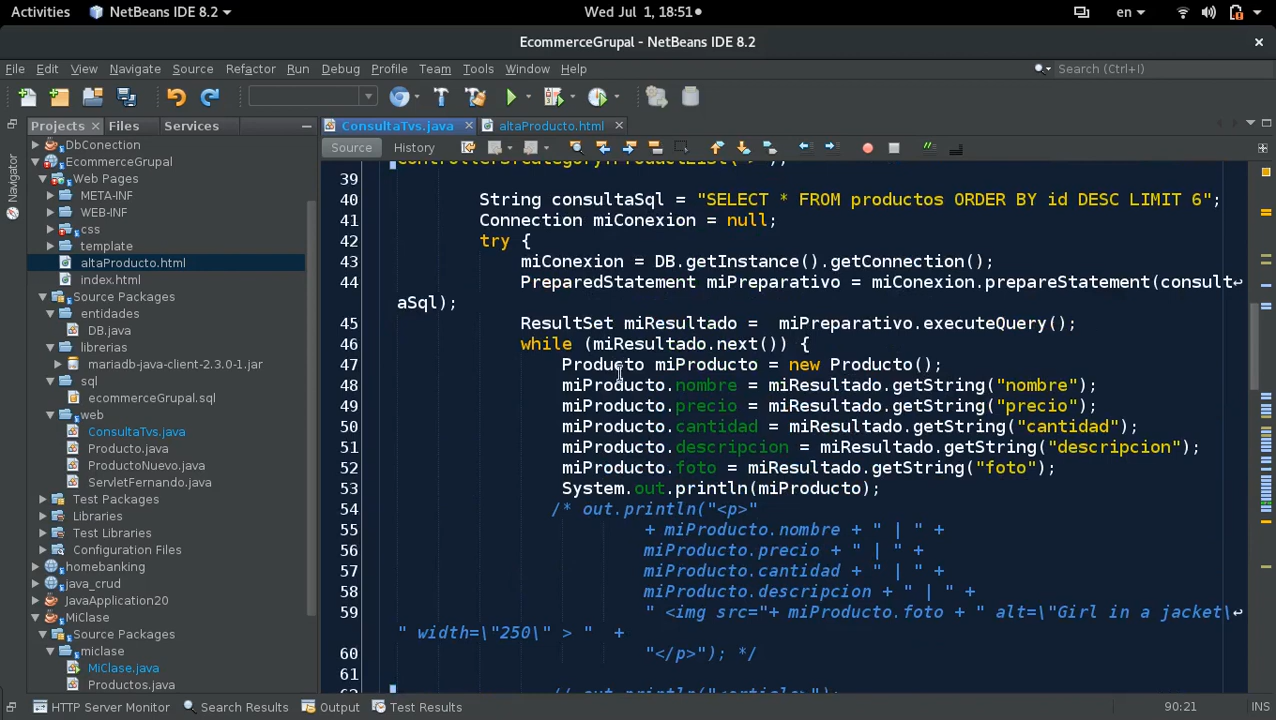 Activities NetBeans IDE 8.2 Wed Jul 1, 18:51 en
EcommerceGrupal - NetBeans IDE 8.2 ×
File Edit View Navigate Source Refactor Run Debug Profile Team Tools Window Help Search (Ctrl+I)
Projects Files Services
ConsultaTvs.java altaProducto.html
Source History
Navigator
DbConection
EcommerceGrupal
Web Pages
META-INF
WEB-INF
css
template
altaProducto.html
index.html
Source Packages
entidades
DB.java
librerias
mariadb-java-client-2.3.0-1.jar
sql
ecommerceGrupal.sql
web
ConsultaTvs.java
Producto.java
ProductoNuevo.java
ServletFernando.java
Test Packages
Libraries
Test Libraries
Configuration Files
homebanking
java_crud
JavaApplication20
MiClase
Source Packages
miclase
MiClase.java
Productos.java
39
40 String consultaSql = "SELECT * FROM productos ORDER BY id DESC LIMIT 6";
41 Connection miConexion = null;
42 try {
43 miConexion = DB.getInstance().getConnection();
44 PreparedStatement miPreparativo = miConexion.prepareStatement(consult↩
aSql);
45 ResultSet miResultado =  miPreparativo.executeQuery();
46 while (miResultado.next()) {
47 Producto miProducto = new Producto();
48 miProducto.nombre = miResultado.getString("nombre");
49 miProducto.precio = miResultado.getString("precio");
50 miProducto.cantidad = miResultado.getString("cantidad");
51 miProducto.descripcion = miResultado.getString("descripcion");
52 miProducto.foto = miResultado.getString("foto");
53 System.out.println(miProducto);
54 /* out.println("<p>"
55 + miProducto.nombre + " | " +
56 miProducto.precio + " | " +
57 miProducto.cantidad + " | " +
58 miProducto.descripcion + " | " +
59 " <img src="+ miProducto.foto + " alt=\"Girl in a jacket\↩
" width=\"250\" > "  +
60 "</p>"); */
61
62 // out.println("<article>");
HTTP Server Monitor Search Results Output Test Results 90:21 INS